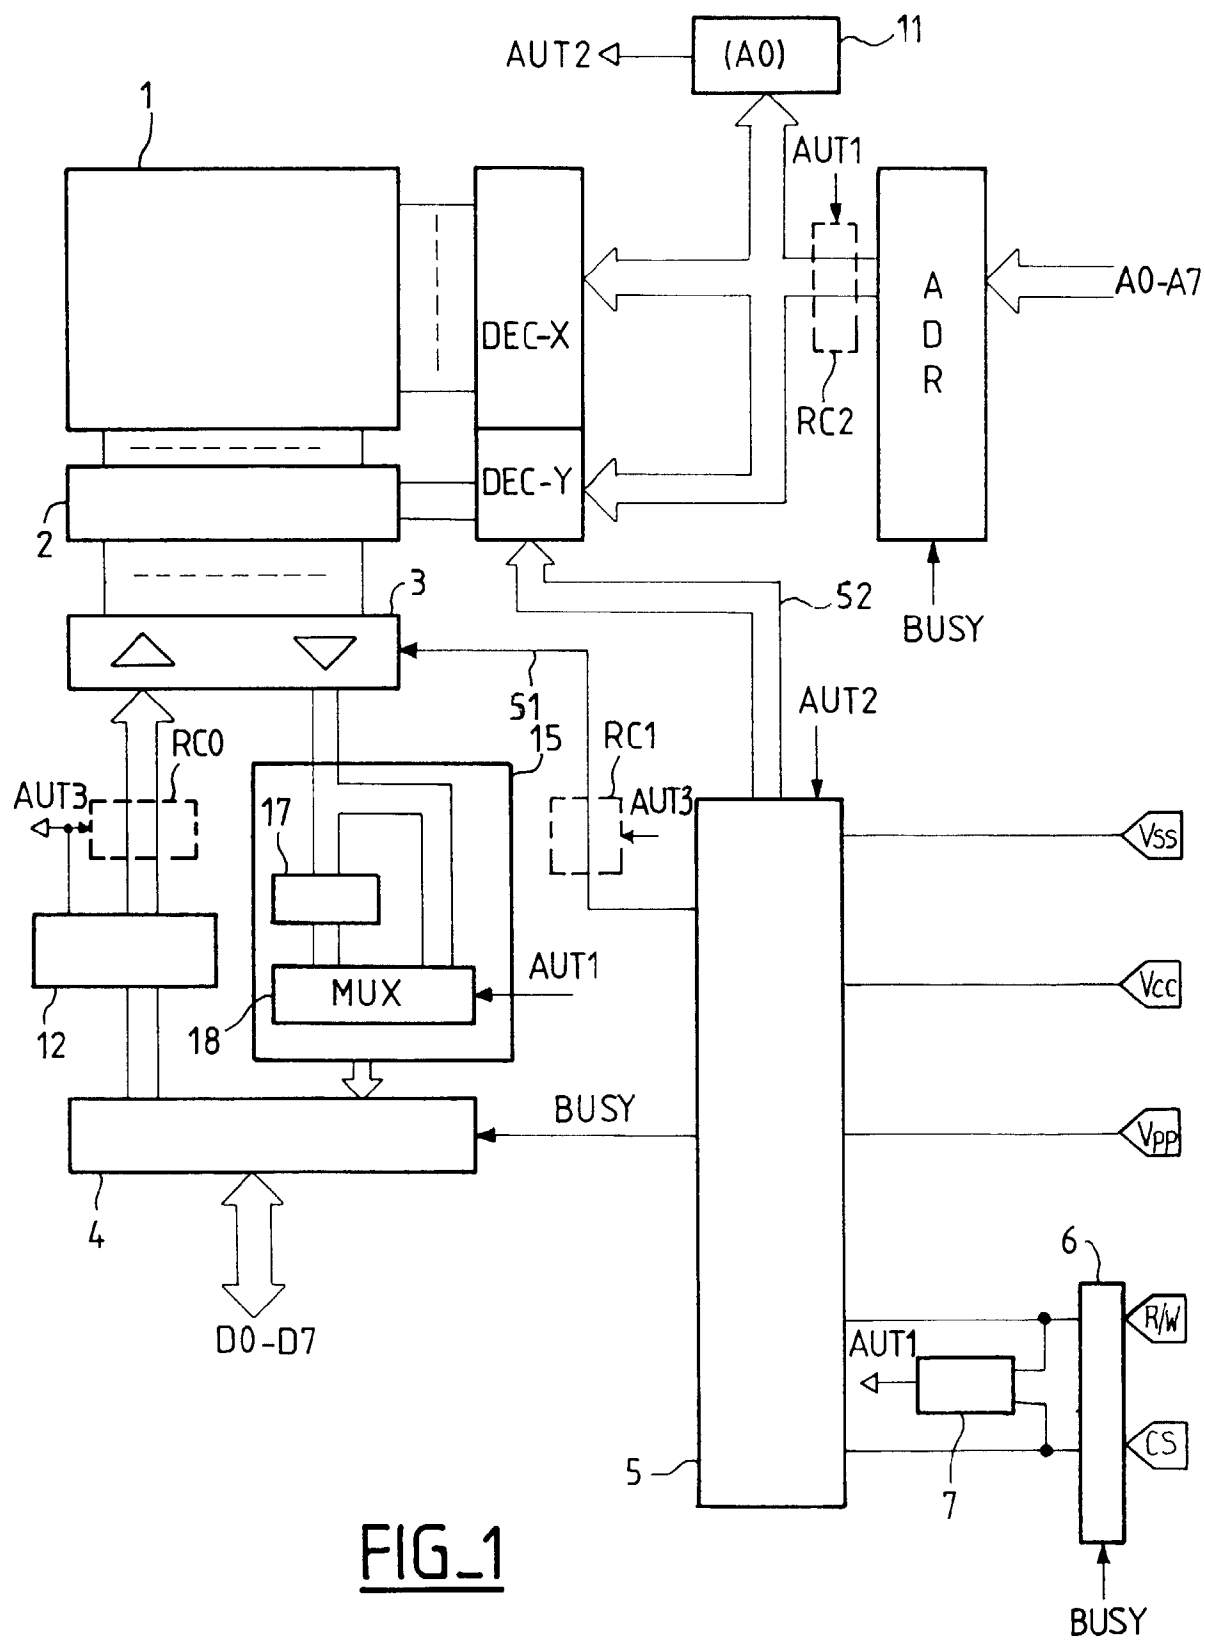 11
AUT2
(A0)
1
AUT1
A0-A7
A
D
R
DEC-X
RC2
DEC-Y
2
3
S2
BUSY
S1
AUT2
15
RC1
RC0
AUT3
AUT3
17
Vss
AUT1
MUX
Vcc
12
18
BUSY
Vpp
4
6
D0-D7
R/W
AUT1
CS
5
7
FIG_1
BUSY